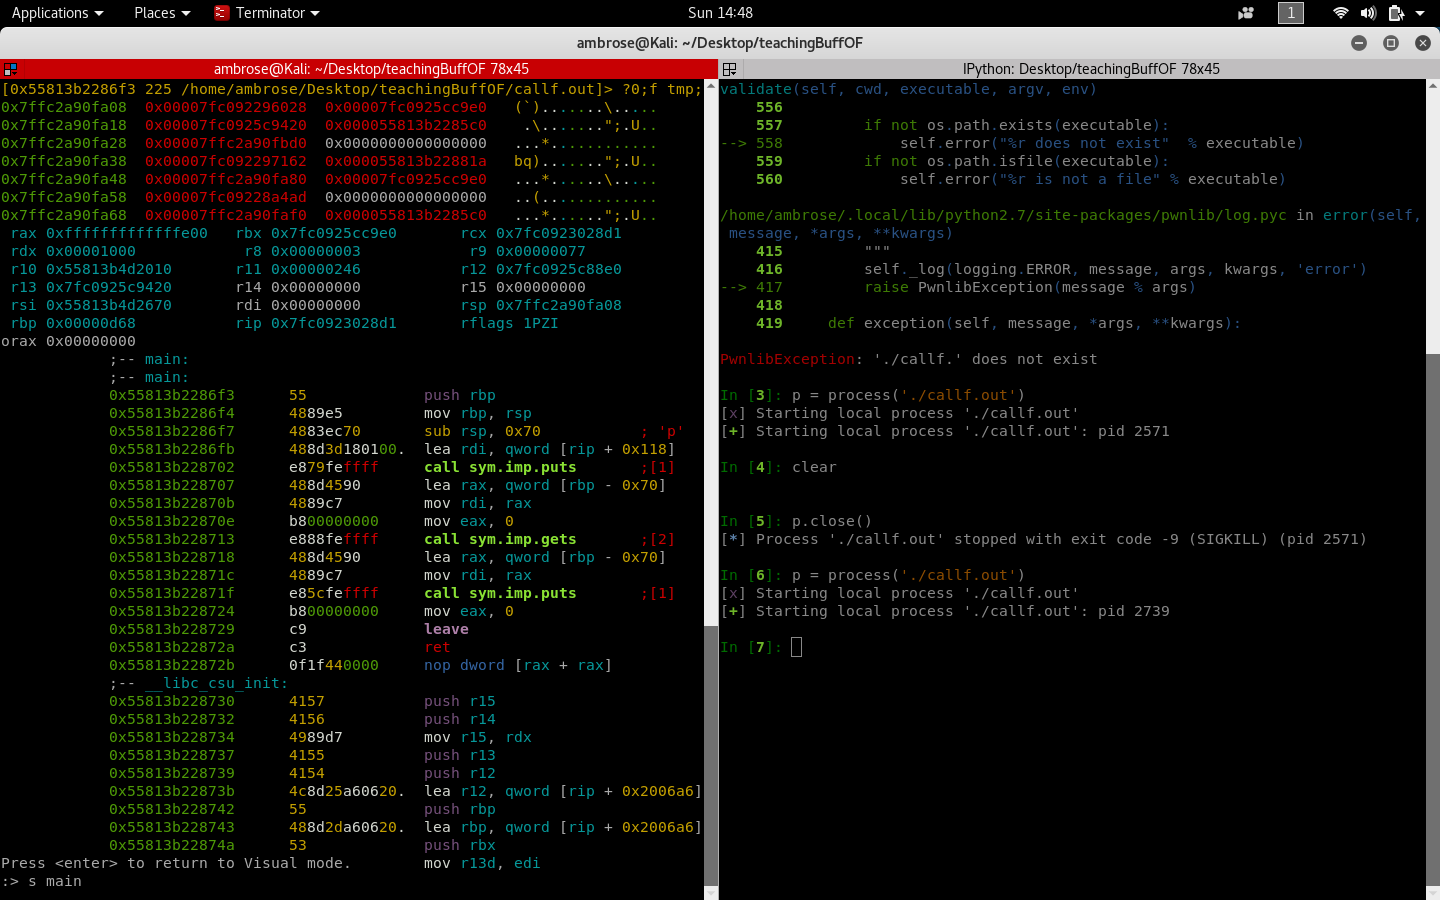 Applications Places Terminator Sun 14:48 1
ambrose@Kali: ~/Desktop/teachingBuffOF
ambrose@Kali: ~/Desktop/teachingBuffOF 78x45
[0x55813b2286f3 225 /home/ambrose/Desktop/teachingBuffOF/callf.out]> ?0;f tmp;
0x7ffc2a90fa08  0x00007fc092296028  0x00007fc0925cc9e0   (`).......\.....
0x7ffc2a90fa18  0x00007fc0925c9420  0x000055813b2285c0    .\.......";.U..
0x7ffc2a90fa28  0x00007ffc2a90fbd0  0x0000000000000000   ...*............
0x7ffc2a90fa38  0x00007fc092297162  0x000055813b22881a   bq).......";.U..
0x7ffc2a90fa48  0x00007ffc2a90fa80  0x00007fc0925cc9e0   ...*......\.....
0x7ffc2a90fa58  0x00007fc09228a4ad  0x0000000000000000   ..(.............
0x7ffc2a90fa68  0x00007ffc2a90faf0  0x000055813b2285c0   ...*......";.U..
rax 0xfffffffffffffe00   rbx 0x7fc0925cc9e0       rcx 0x7fc0923028d1
rdx 0x00001000            r8 0x00000003            r9 0x00000077
r10 0x55813b4d2010       r11 0x00000246           r12 0x7fc0925c88e0
r13 0x7fc0925c9420       r14 0x00000000           r15 0x00000000
rsi 0x55813b4d2670       rdi 0x00000000           rsp 0x7ffc2a90fa08
rbp 0x00000d68           rip 0x7fc0923028d1       rflags 1PZI
orax 0x00000000
;-- main:
;-- main:
0x55813b2286f3      55             push rbp
0x55813b2286f4      4889e5         mov rbp, rsp
0x55813b2286f7      4883ec70       sub rsp, 0x70           ; 'p'
0x55813b2286fb      488d3d180100.  lea rdi, qword [rip + 0x118]
0x55813b228702      e879feffff     call sym.imp.puts       ;[1]
0x55813b228707      488d4590       lea rax, qword [rbp - 0x70]
0x55813b22870b      4889c7         mov rdi, rax
0x55813b22870e      b800000000     mov eax, 0
0x55813b228713      e888feffff     call sym.imp.gets       ;[2]
0x55813b228718      488d4590       lea rax, qword [rbp - 0x70]
0x55813b22871c      4889c7         mov rdi, rax
0x55813b22871f      e85cfeffff     call sym.imp.puts       ;[1]
0x55813b228724      b800000000     mov eax, 0
0x55813b228729      c9             leave
0x55813b22872a      c3             ret
0x55813b22872b      0f1f440000     nop dword [rax + rax]
;-- __libc_csu_init:
0x55813b228730      4157           push r15
0x55813b228732      4156           push r14
0x55813b228734      4989d7         mov r15, rdx
0x55813b228737      4155           push r13
0x55813b228739      4154           push r12
0x55813b22873b      4c8d25a60620.  lea r12, qword [rip + 0x2006a6]
0x55813b228742      55             push rbp
0x55813b228743      488d2da60620.  lea rbp, qword [rip + 0x2006a6]
0x55813b22874a      53             push rbx
Press <enter> to return to Visual mode.        mov r13d, edi
:> s main
IPython: Desktop/teachingBuffOF 78x45
validate(self, cwd, executable, argv, env)
556
557         if not os.path.exists(executable):
--> 558             self.error("%r does not exist"  % executable)
559         if not os.path.isfile(executable):
560             self.error("%r is not a file" % executable)
/home/ambrose/.local/lib/python2.7/site-packages/pwnlib/log.pyc in error(self,
message, *args, **kwargs)
415         """
416         self._log(logging.ERROR, message, args, kwargs, 'error')
--> 417         raise PwnlibException(message % args)
418
419     def exception(self, message, *args, **kwargs):
PwnlibException: './callf.' does not exist
In [3]: p = process('./callf.out')
[x] Starting local process './callf.out'
[+] Starting local process './callf.out': pid 2571
In [4]: clear
In [5]: p.close()
[*] Process './callf.out' stopped with exit code -9 (SIGKILL) (pid 2571)
In [6]: p = process('./callf.out')
[x] Starting local process './callf.out'
[+] Starting local process './callf.out': pid 2739
In [7]: